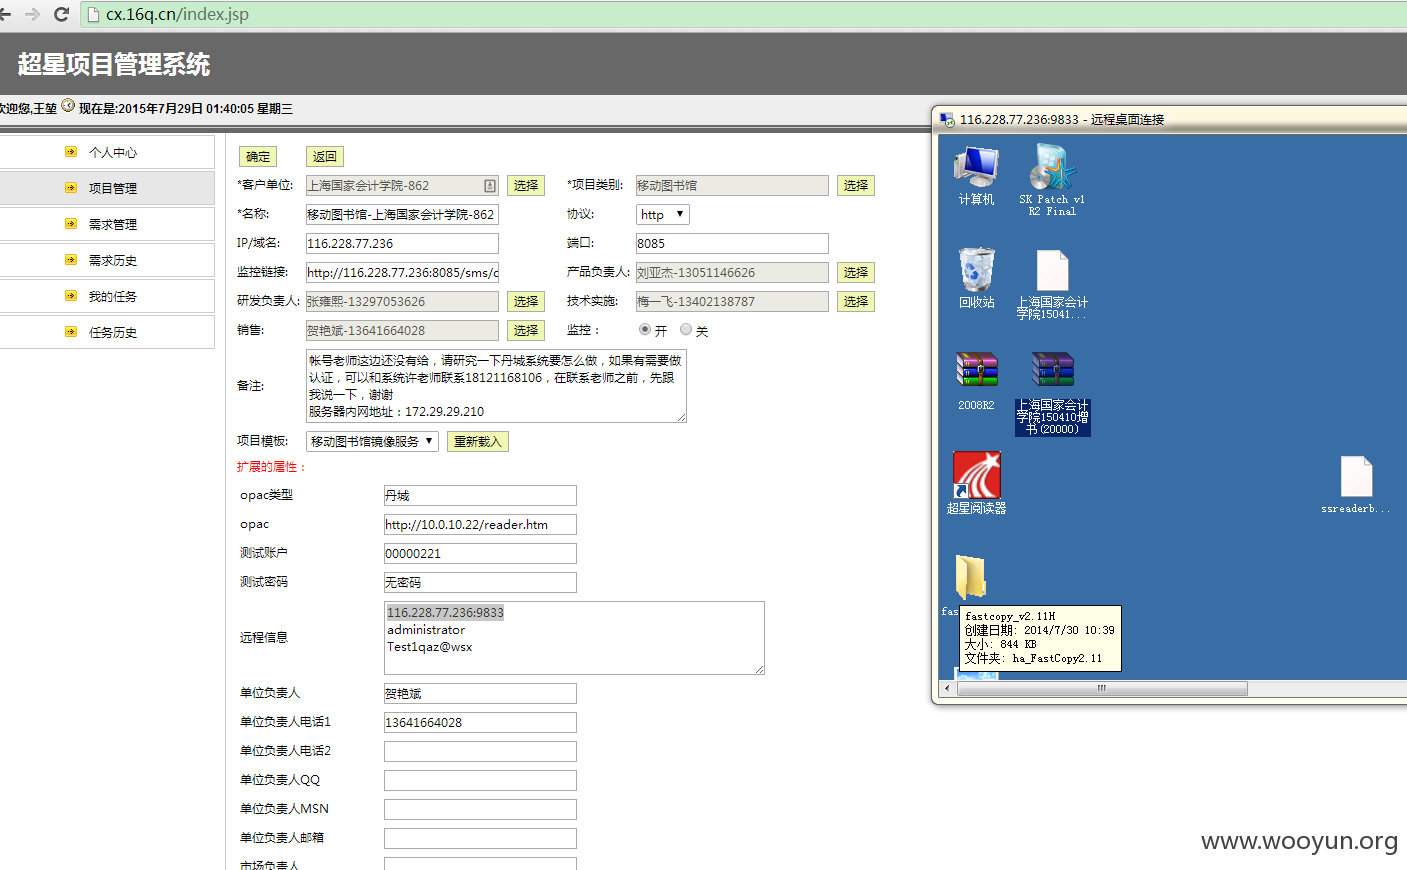 cx.16q.cn/index.jsp
超星项目管理系统
欢迎您,王堃 现在是:2015年7月29日 01:40:05 星期三
个人中心
项目管理
需求管理
需求历史
我的任务
任务历史
确定 返回
*客户单位: 上海国家会计学院-862 选择 *项目类别: 移动图书馆 选择
*名称: 移动图书馆-上海国家会计学院-862 协议: http
IP/域名: 116.228.77.236 端口: 8085
监控链接: http://116.228.77.236:8085/sms/c 产品负责人: 刘亚杰-13051146626 选择
研发负责人: 张雍熙-13297053626 选择 技术实施: 梅一飞-13402138787 选择
销售: 贺艳斌-13641664028 选择 监控: 开 关
备注:
帐号老师这边还没有给，请研究一下丹城系统要怎么做，如果有需要做
认证，可以和系统许老师联系18121168106，在联系老师之前，先跟
我说一下，谢谢
服务器内网地址：172.29.29.210
项目模板: 移动图书馆镜像服务 重新载入
扩展的属性：
opac类型 丹城
opac http://10.0.10.22/reader.htm
测试账户 00000221
测试密码 无密码
远程信息
116.228.77.236:9833
administrator
Test1qaz@wsx
单位负责人 贺艳斌
单位负责人电话1 13641664028
单位负责人电话2
单位负责人QQ
单位负责人MSN
单位负责人邮箱
市场负责人
116.228.77.236:9833 - 远程桌面连接
计算机
SK Patch v1
R2 Final
回收站
上海国家会计
学院15041...
2008R2
上海国家会计
学院150410增
书(20000)
超星阅读器
ssreaderb...
fas
fastcopy_v2.11H
创建日期: 2014/7/30 10:39
大小: 844 KB
文件夹: ha_FastCopy2.11
www.wooyun.org